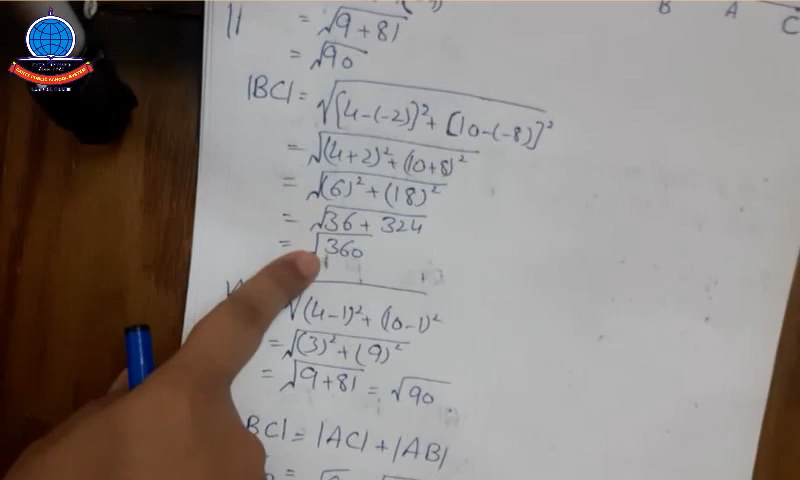 B A C
= √9+81
= √90
|BC| = √[4-(-2)]²+[10-(-8)]²
= √(4+2)²+(10+8)²
= √(6)²+(18)²
= √36+324
= √360
√(4-1)²+(10-1)²
= √(3)²+(9)²
= √9+81 = √90
BC| = |AC| + |AB|